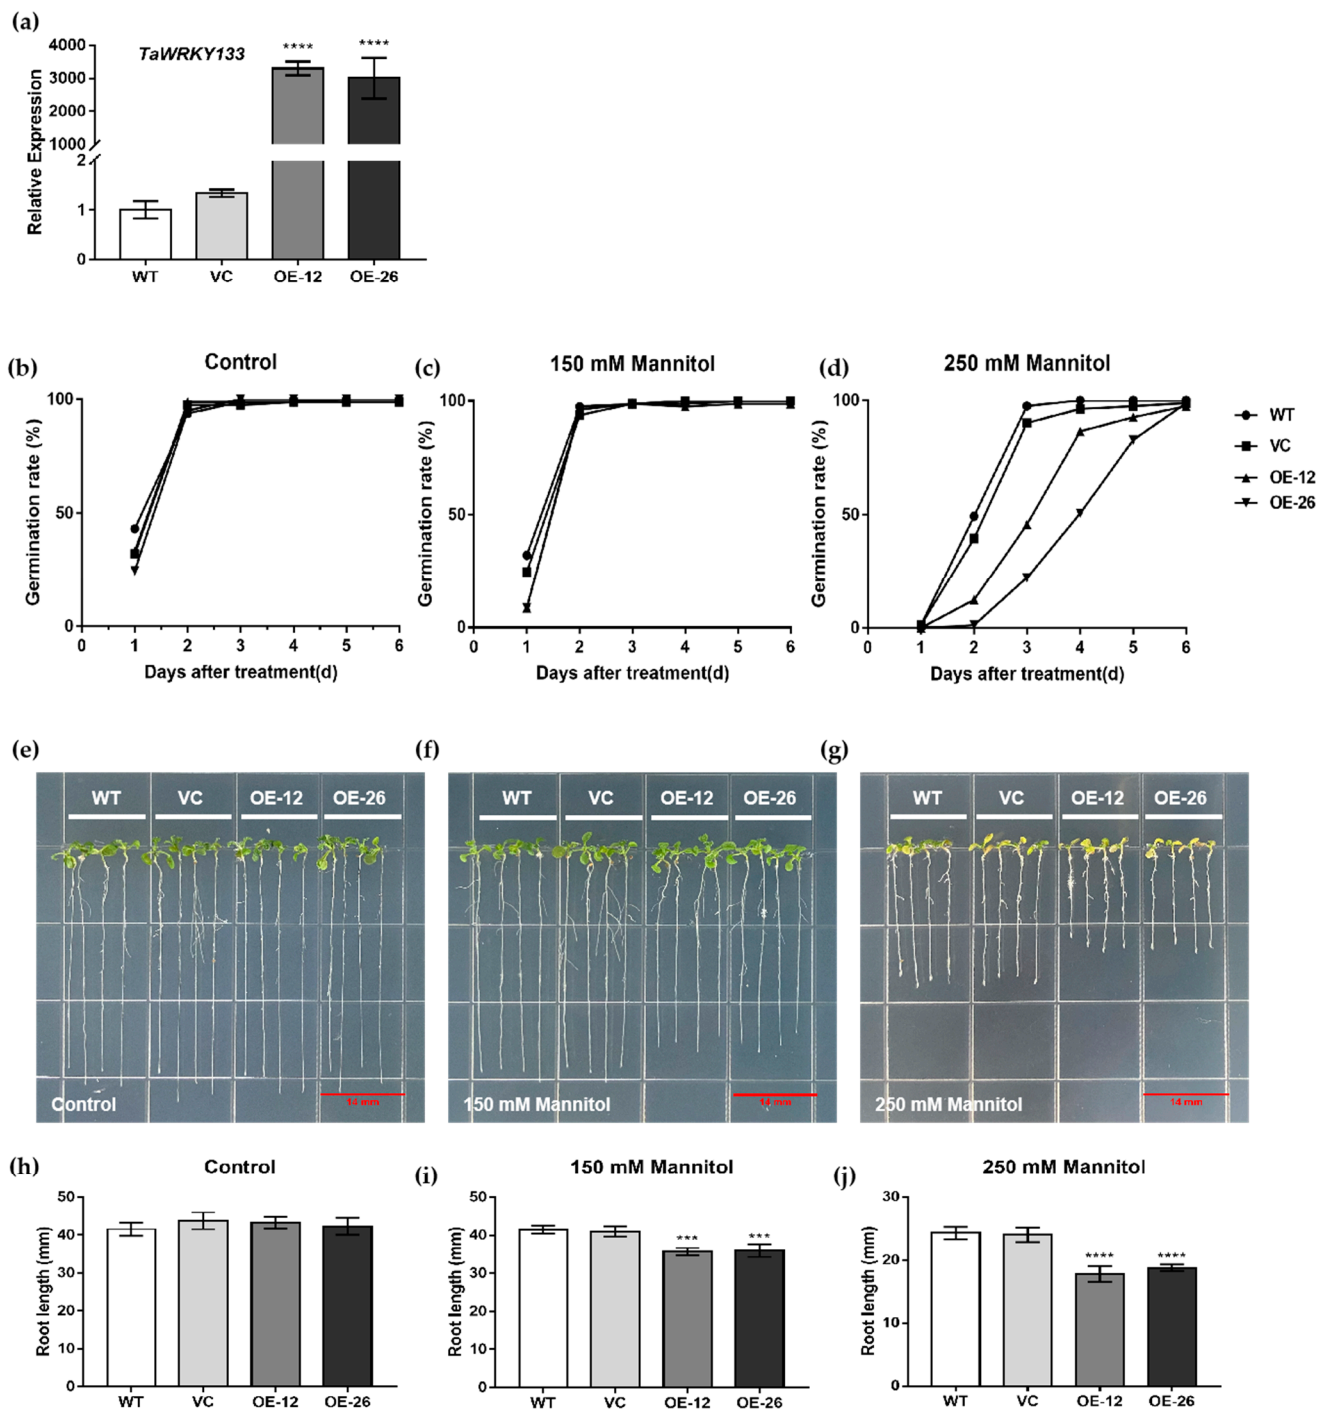 (a)
TaWRKY133
**** ****
4000
3000
2000
1000
2
1
0
Relative Expression
WT VC OE-12 OE-26
(b) Control
100
50
0
Germination rate (%)
0 1 2 3 4 5 6
Days after treatment(d)
(c) 150 mM Mannitol
100
50
0
Germination rate (%)
0 1 2 3 4 5 6
Days after treatment(d)
(d) 250 mM Mannitol
100
50
0
Germination rate (%)
0 1 2 3 4 5 6
Days after treatment(d)
WT
VC
OE-12
OE-26
(e)
WT VC OE-12 OE-26
Control
14 mm
(f)
WT VC OE-12 OE-26
150 mM Mannitol
14 mm
(g)
WT VC OE-12 OE-26
250 mM Mannitol
14 mm
(h) Control
50
40
30
20
10
0
Root length (mm)
WT VC OE-12 OE-26
(i) 150 mM Mannitol
50
40
30
20
10
0
Root length (mm)
*** ***
WT VC OE-12 OE-26
(j) 250 mM Mannitol
30
20
10
0
Root length (mm)
**** ****
WT VC OE-12 OE-26